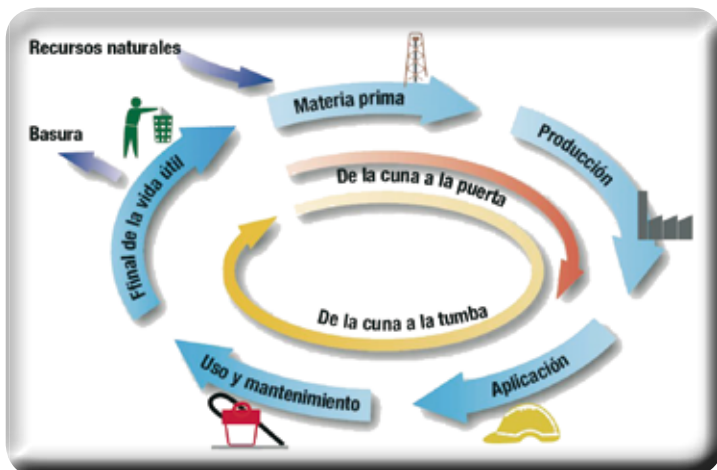 Recursos naturales
Materia prima
Producción
Basura
De la cuna a la puerta
Ffinal de la vida útil
De la cuna a la tumba
Aplicación
Uso y mantenimiento